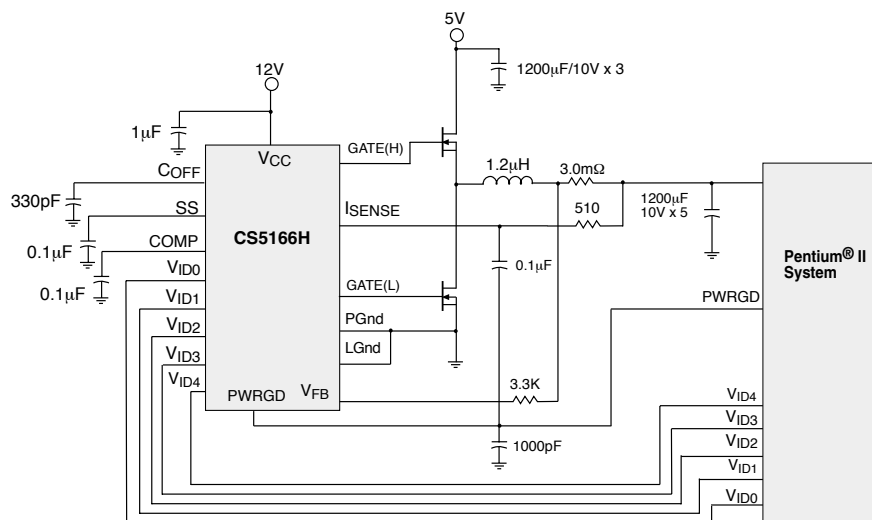 5V
1200μF/10V x 3
12V
1μF
VCC
GATE(H)
COFF
1.2μH
3.0mΩ
330pF
SS
ISENSE
510
1200μF
10V x 5
CS5166H
COMP
0.1μF
0.1μF
Pentium® II
System
VID0
0.1μF
GATE(L)
VID1
PWRGD
PGnd
VID2
LGnd
VID3
VID4
3.3K
PWRGD
VFB
VID4
VID3
1000pF
VID2
VID1
VID0